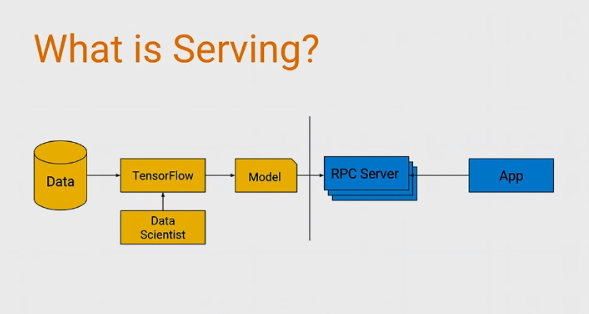 What is Serving?
Data
TensorFlow
Model
RPC Server
App
Data
Scientist